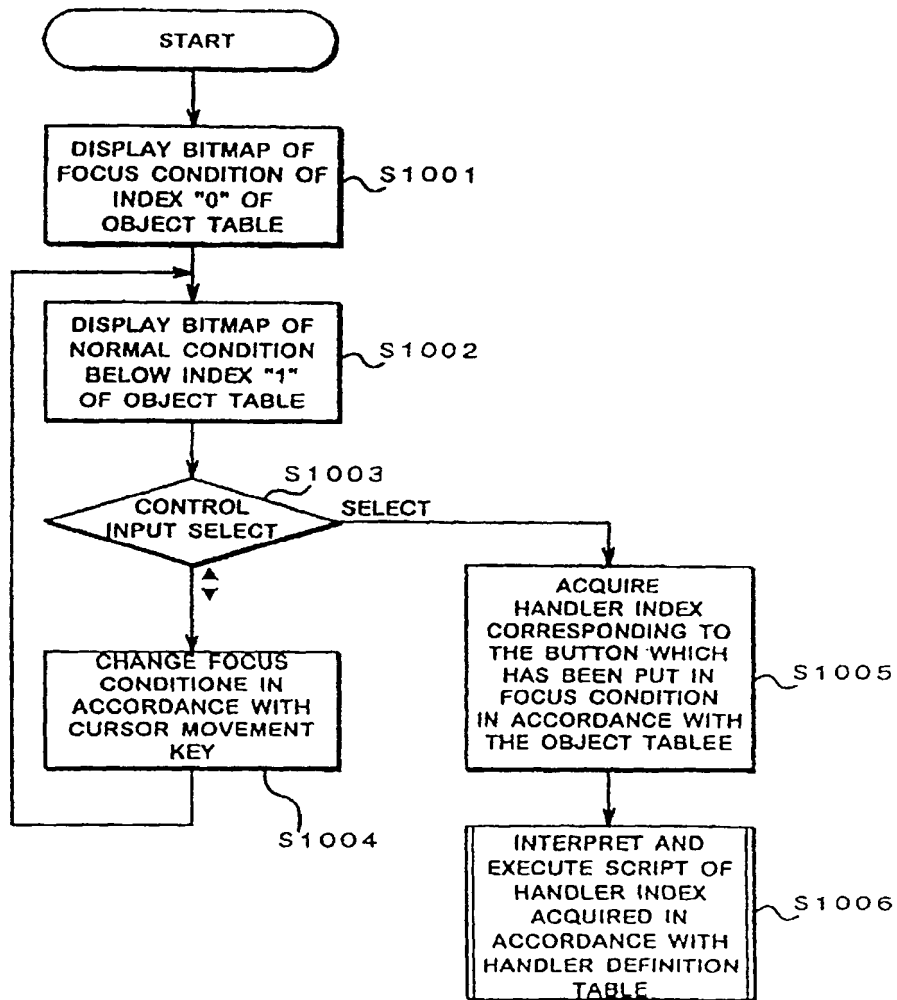 START
DISPLAY BITMAP OF
FOCUS CONDITION OF
INDEX "0" OF
OBJECT TABLE
S1001
DISPLAY BITMAP OF
NORMAL CONDITION
BELOW INDEX "1"
OF OBJECT TABLE
S1002
S1003
CONTROL
INPUT SELECT
SELECT
CHANGE FOCUS
CONDITIONE IN
ACCORDANCE WITH
CURSOR MOVEMENT
KEY
S1004
ACQUIRE
HANDLER INDEX
CORRESPONDING TO
THE BUTTON WHICH
HAS BEEN PUT IN
FOCUS CONDITION
IN ACCORDANCE WITH
THE OBJECT TABLEE
S1005
INTERPRET AND
EXECUTE SCRIPT OF
HANDLER INDEX
ACQUIRED IN
ACCORDANCE WITH
HANDLER DEFINITION
TABLE
S1006